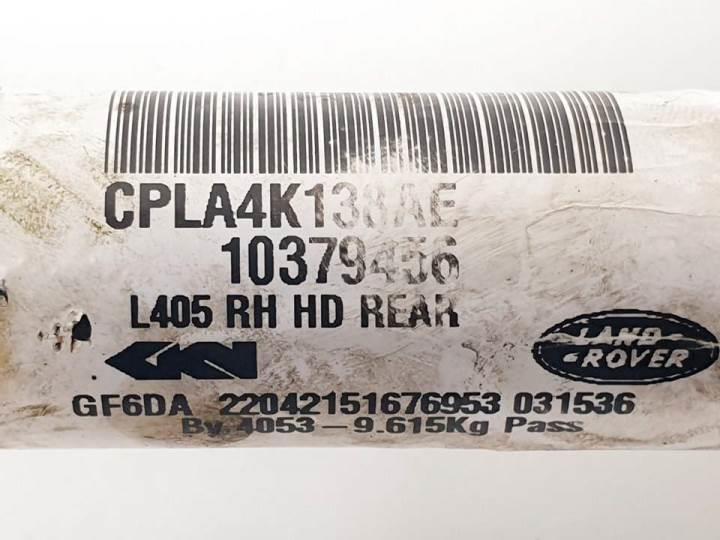 CPLA4K138AE
10379456
L405 RH HD REAR
GKN
LAND
ROVER
GF6DA 22042151676953 031536
By.4053-9.615Kg Pass